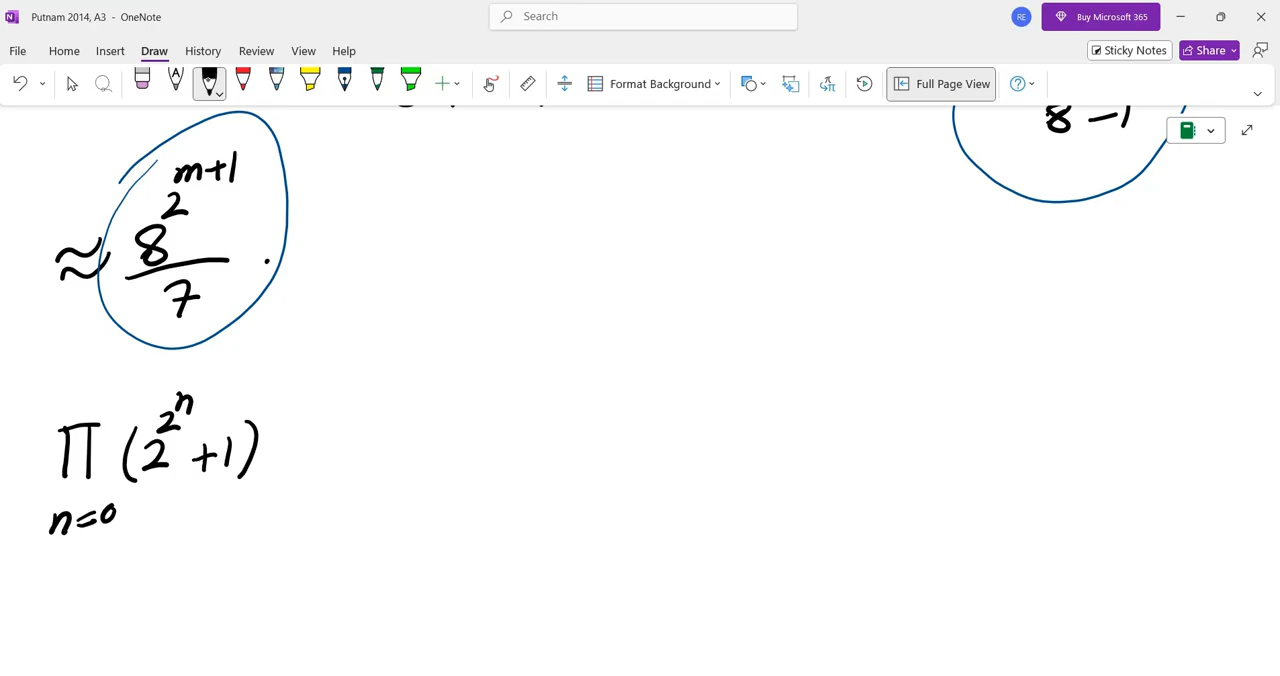 Putnam 2014, A3 - OneNote
Search
RE
Buy Microsoft 365
File Home Insert Draw History Review View Help
Sticky Notes
Share
A
Format Background
Full Page View
8 - 1
≈ 8^{2^{m+1}} / 7 .
∏ (2^{2^n} + 1)
n = 0